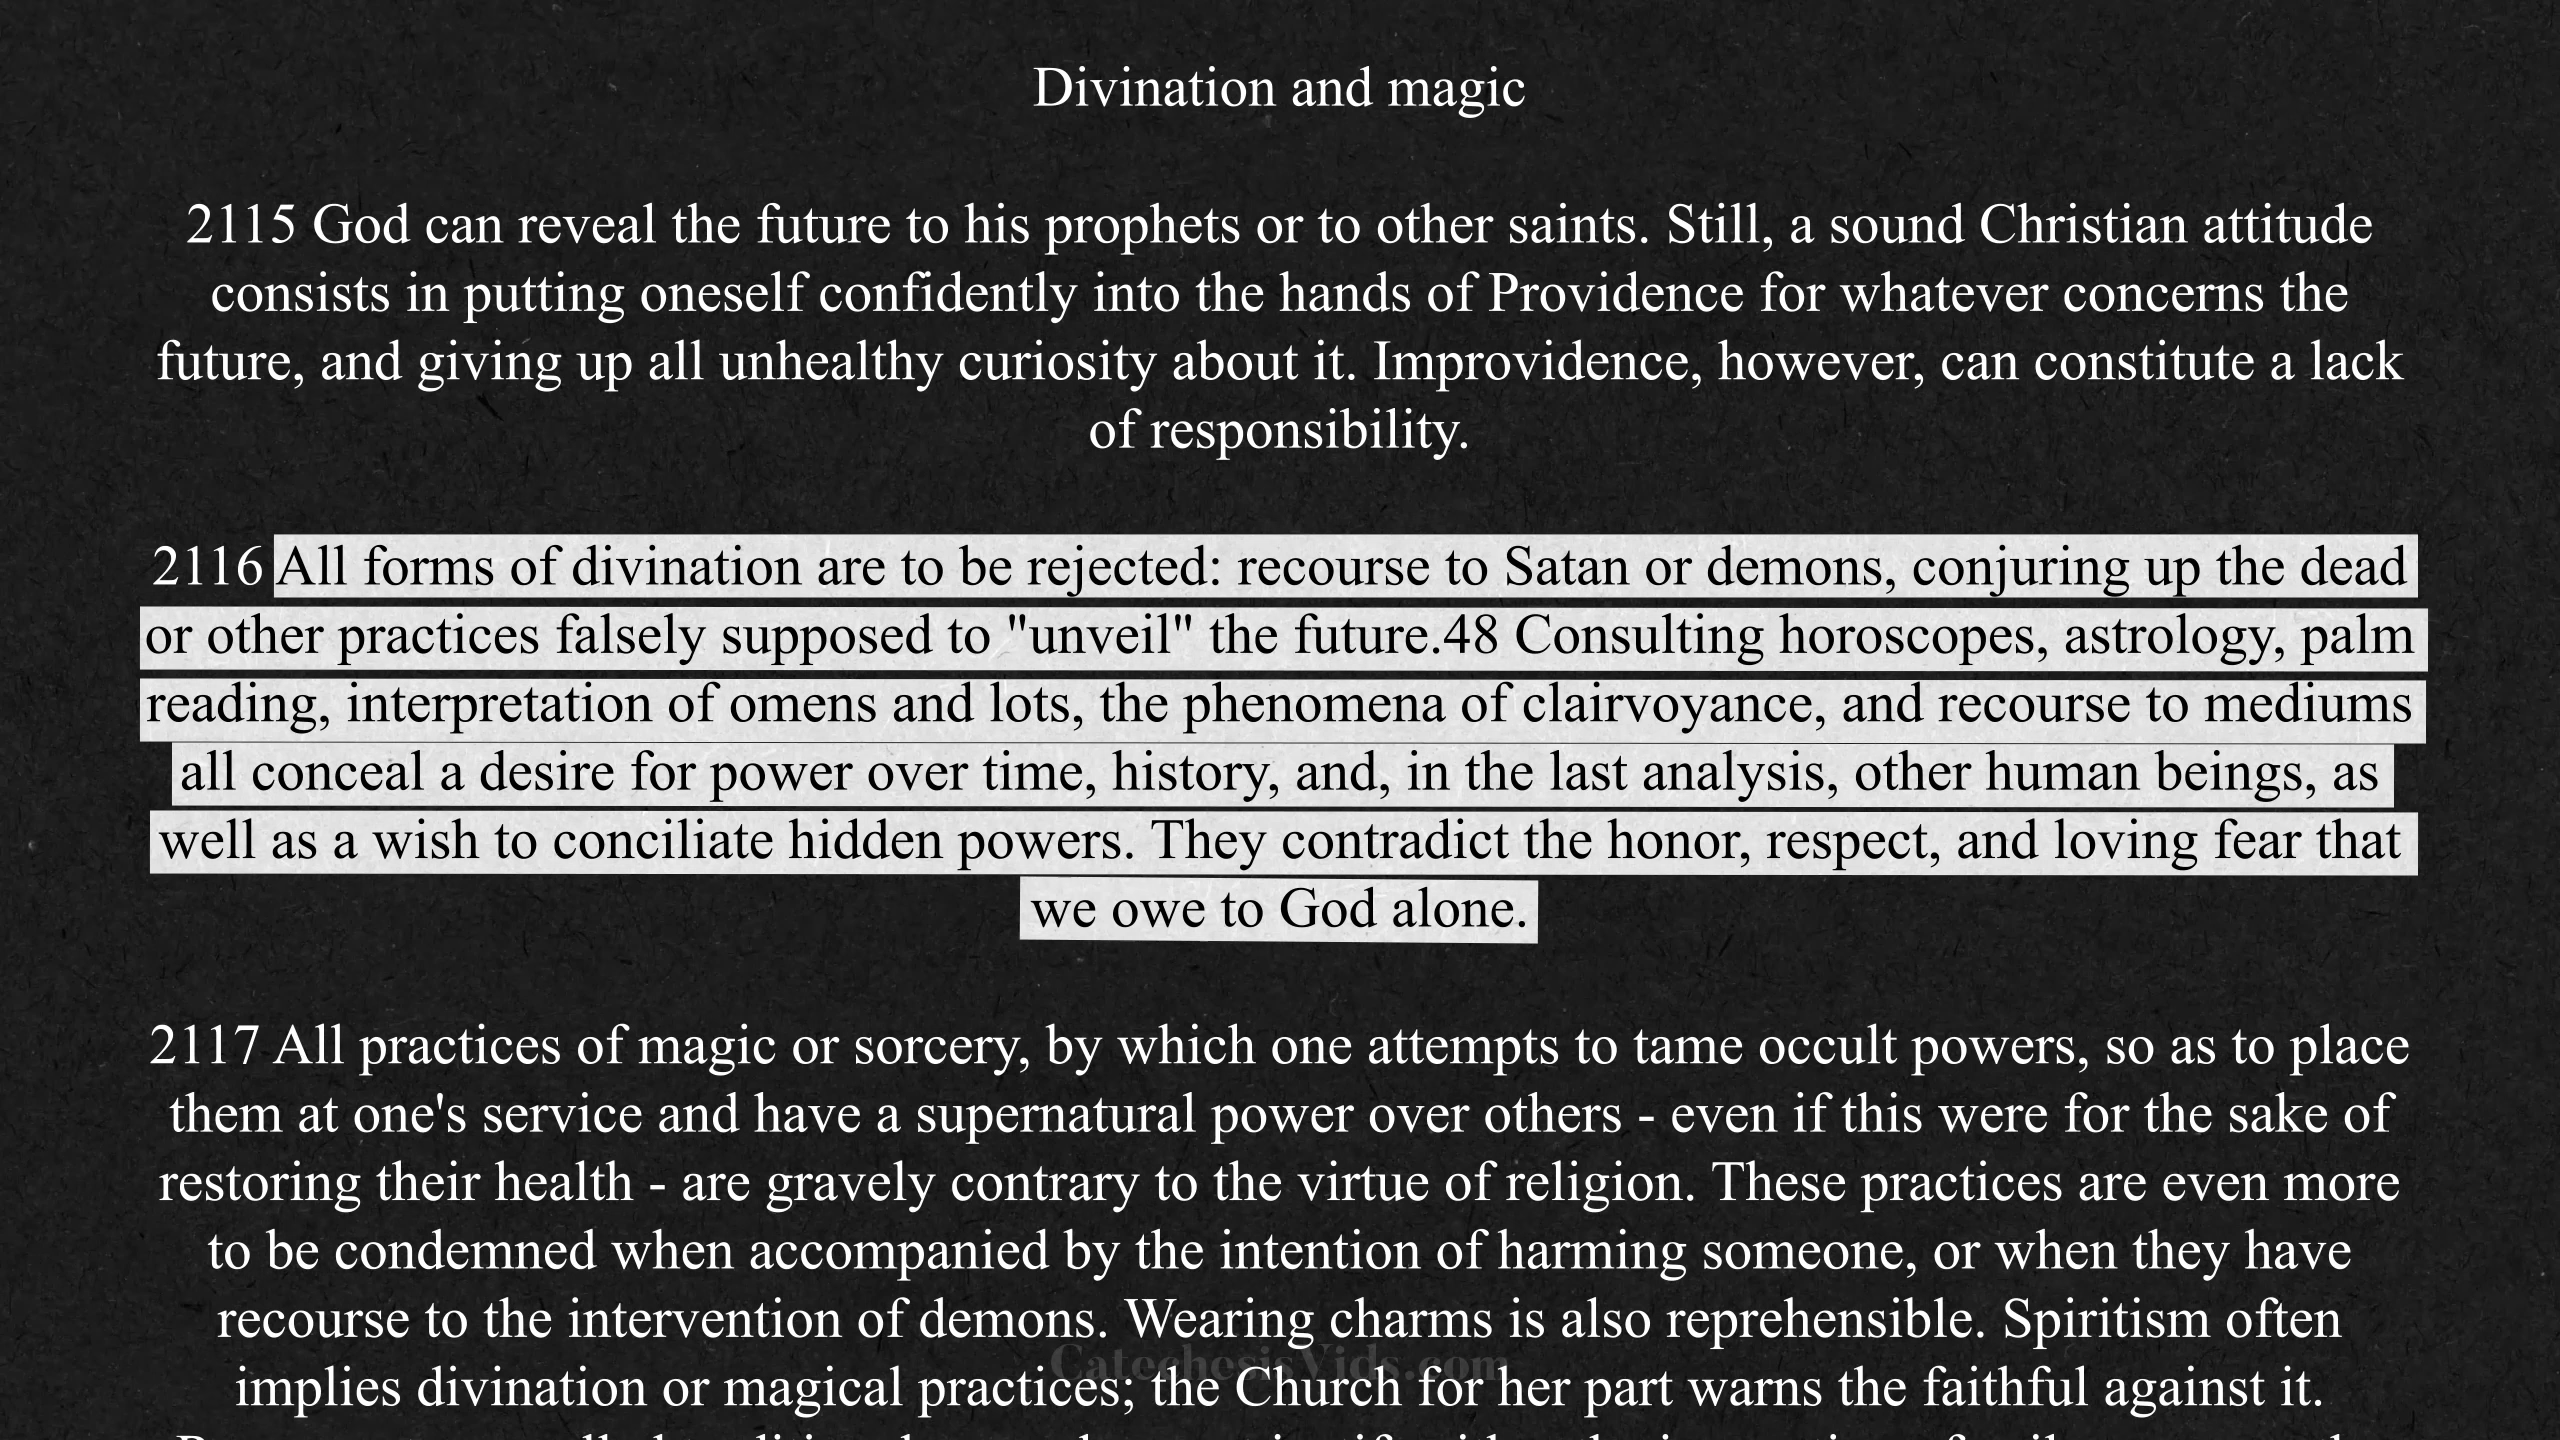 Divination and magic
2115 God can reveal the future to his prophets or to other saints. Still, a sound Christian attitude
consists in putting oneself confidently into the hands of Providence for whatever concerns the
future, and giving up all unhealthy curiosity about it. Improvidence, however, can constitute a lack
of responsibility.
2116 All forms of divination are to be rejected: recourse to Satan or demons, conjuring up the dead
or other practices falsely supposed to "unveil" the future.48 Consulting horoscopes, astrology, palm
reading, interpretation of omens and lots, the phenomena of clairvoyance, and recourse to mediums
all conceal a desire for power over time, history, and, in the last analysis, other human beings, as
well as a wish to conciliate hidden powers. They contradict the honor, respect, and loving fear that
we owe to God alone.
2117 All practices of magic or sorcery, by which one attempts to tame occult powers, so as to place
them at one's service and have a supernatural power over others - even if this were for the sake of
restoring their health - are gravely contrary to the virtue of religion. These practices are even more
to be condemned when accompanied by the intention of harming someone, or when they have
recourse to the intervention of demons. Wearing charms is also reprehensible. Spiritism often
CatechesisVids.com
implies divination or magical practices; the Church for her part warns the faithful against it.